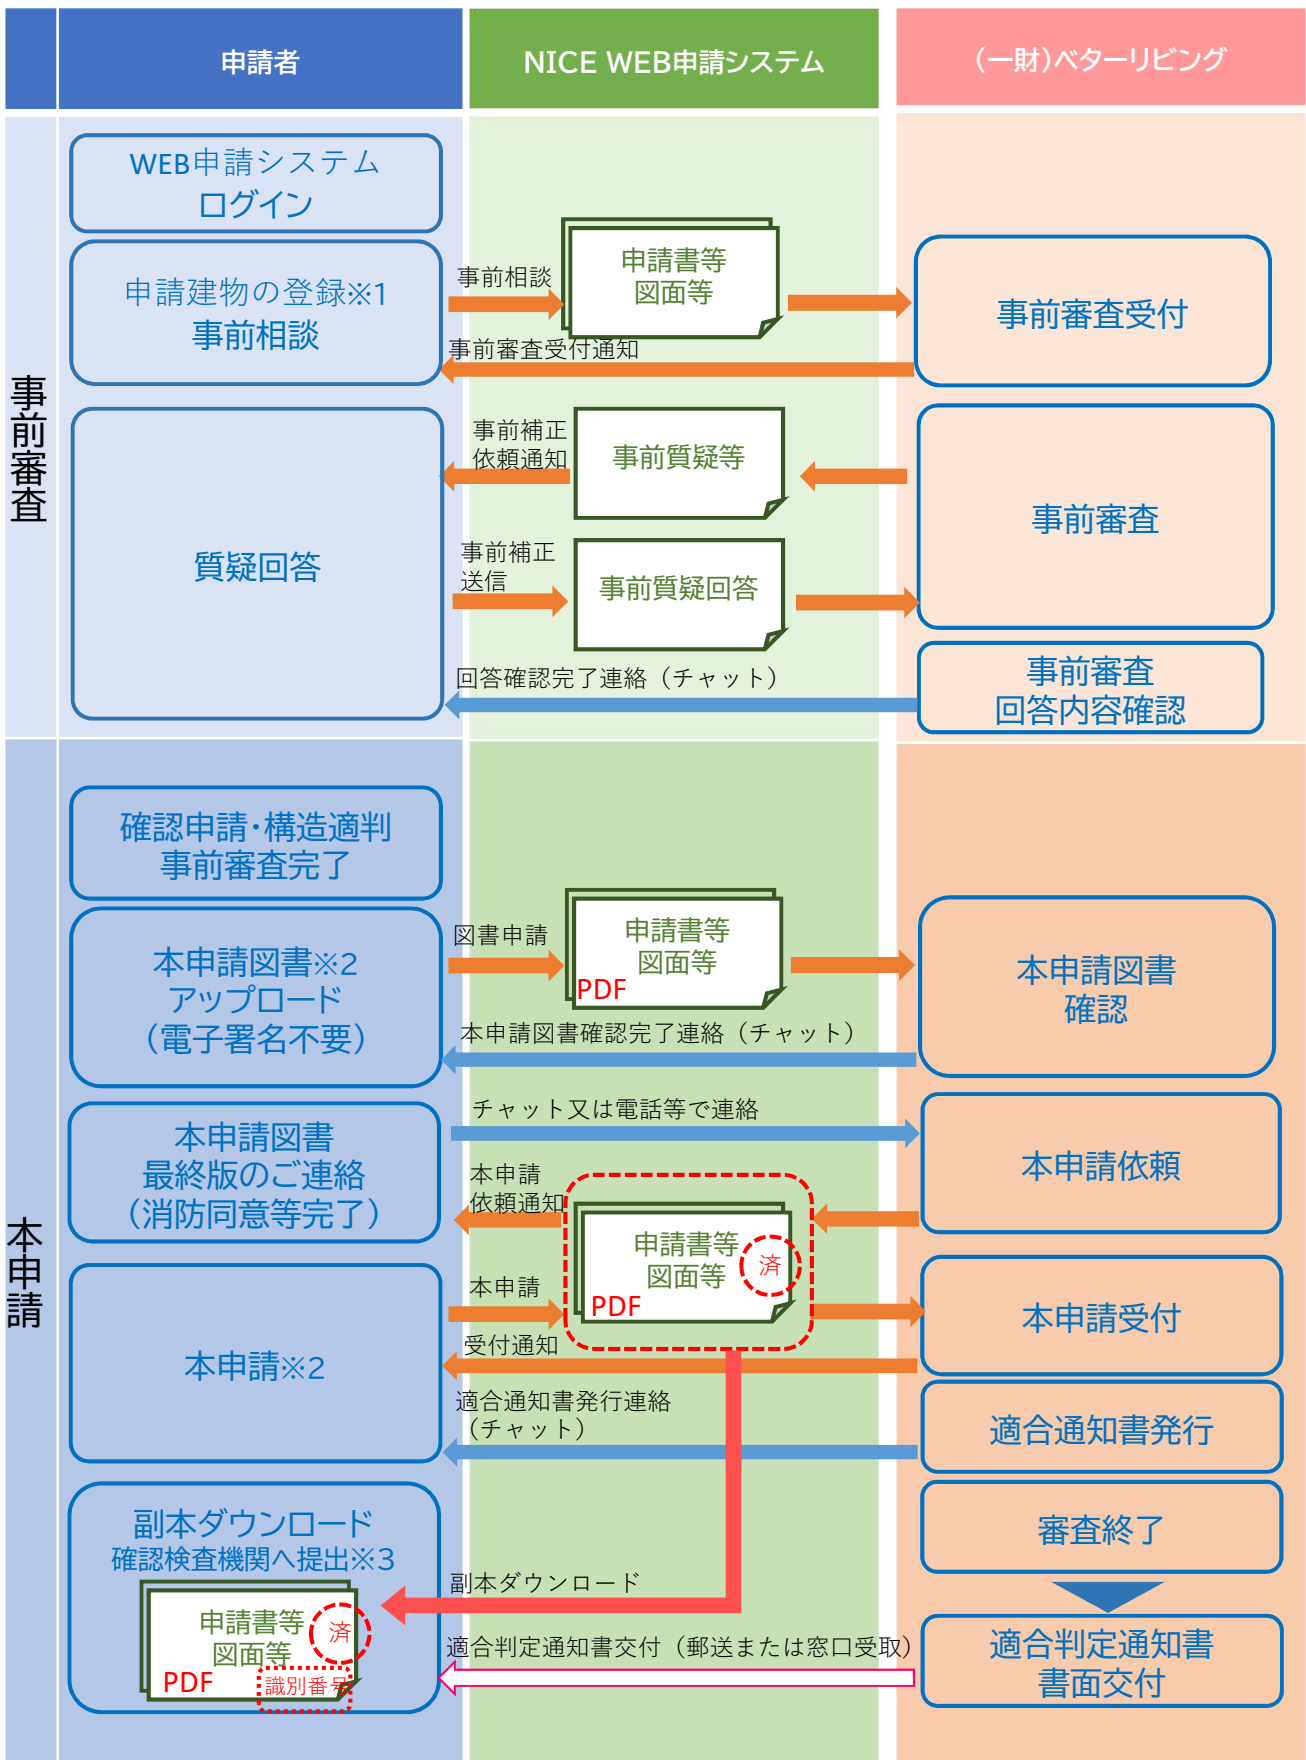 申請者
NICE WEB申請システム
(一財)ベターリビング
事前審査
WEB申請システム
ログイン
申請建物の登録※1
事前相談
事前相談
申請書等
図面等
事前審査受付
事前審査受付通知
質疑回答
事前補正
依頼通知
事前質疑等
事前審査
事前補正
送信
事前質疑回答
回答確認完了連絡（チャット）
事前審査
回答内容確認
本申請
確認申請・構造適判
事前審査完了
本申請図書※2
アップロード
（電子署名不要）
図書申請
申請書等
図面等
PDF
本申請図書
確認
本申請図書確認完了連絡（チャット）
本申請図書
最終版のご連絡
（消防同意等完了）
チャット又は電話等で連絡
本申請依頼
本申請
依頼通知
申請書等
図面等
済
PDF
本申請※2
本申請
本申請受付
受付通知
適合通知書発行連絡
（チャット）
適合通知書発行
審査終了
副本ダウンロード
確認検査機関へ提出※3
副本ダウンロード
申請書等
図面等
済
PDF
識別番号
適合判定通知書交付（郵送または窓口受取）
適合判定通知書
書面交付